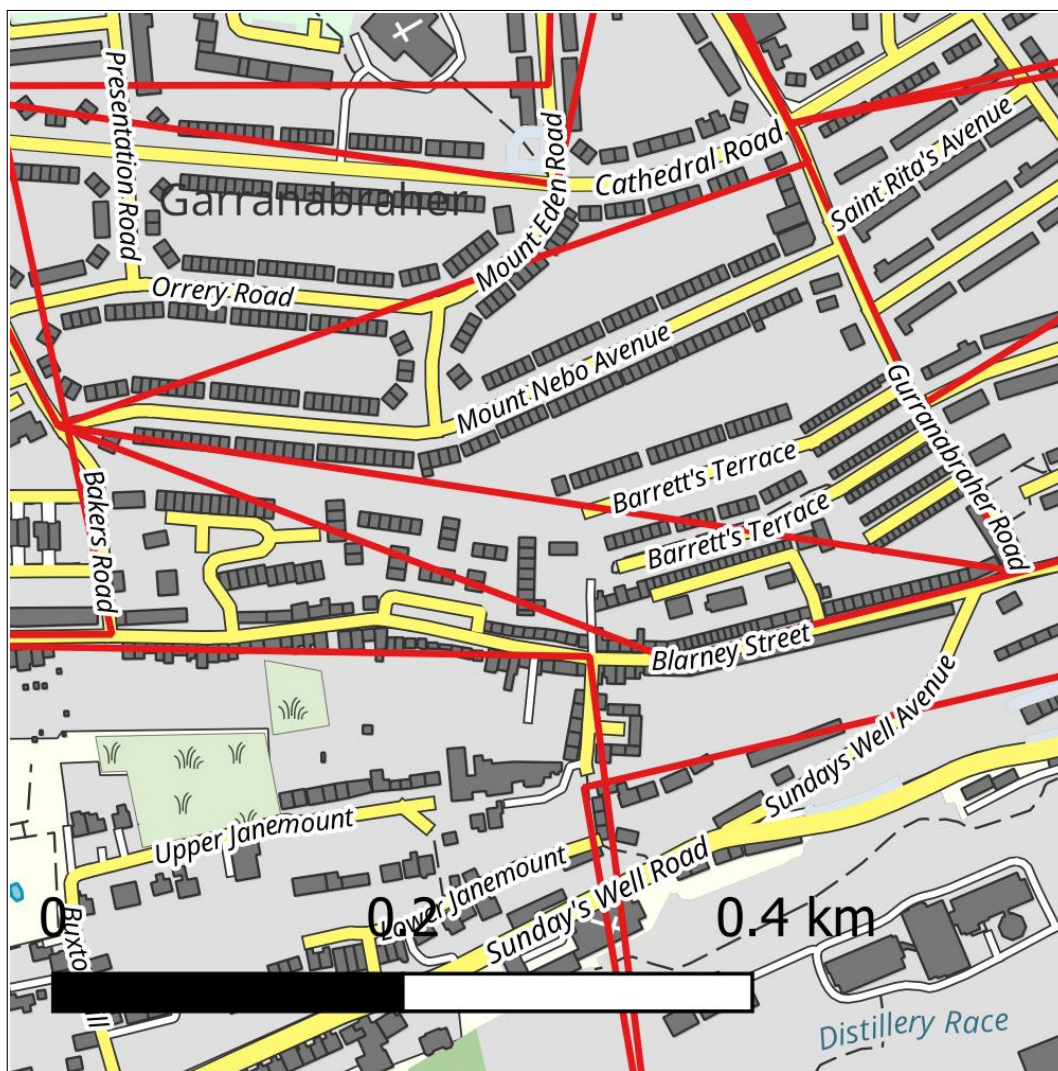 Presentation Road
Garranabraher
Mount Eden Road
Cathedral Road
Saint Rita's Avenue
Orrery Road
Mount Nebo Avenue
Gurranabraher Road
Barrett's Terrace
Bakers Road
Barrett's Terrace
Blarney Street
Sundays Well Avenue
Upper Janemount
Lower Janemount
Sunday's Well Road
0 0.2 0.4 km
Distillery Race